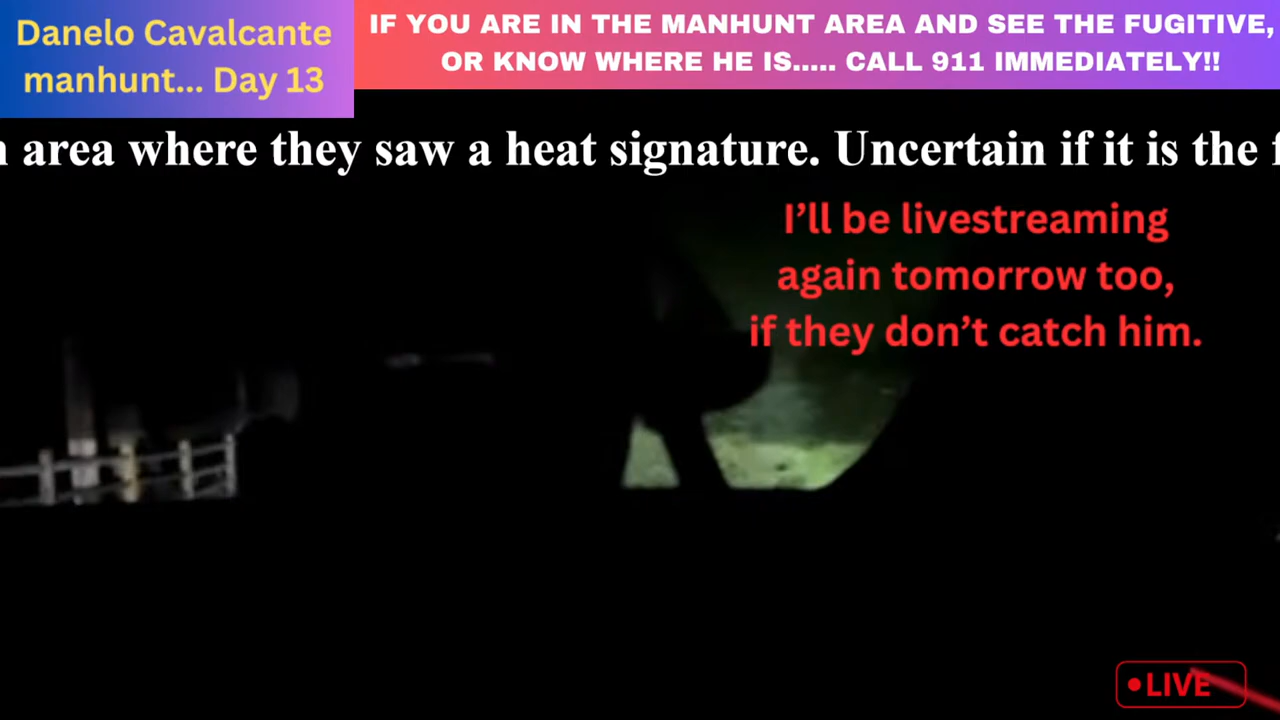 Danelo Cavalcante
manhunt... Day 13
IF YOU ARE IN THE MANHUNT AREA AND SEE THE FUGITIVE,
OR KNOW WHERE HE IS..... CALL 911 IMMEDIATELY!!
area where they saw a heat signature. Uncertain if it is the
I'll be livestreaming
again tomorrow too,
if they don't catch him.
LIVE